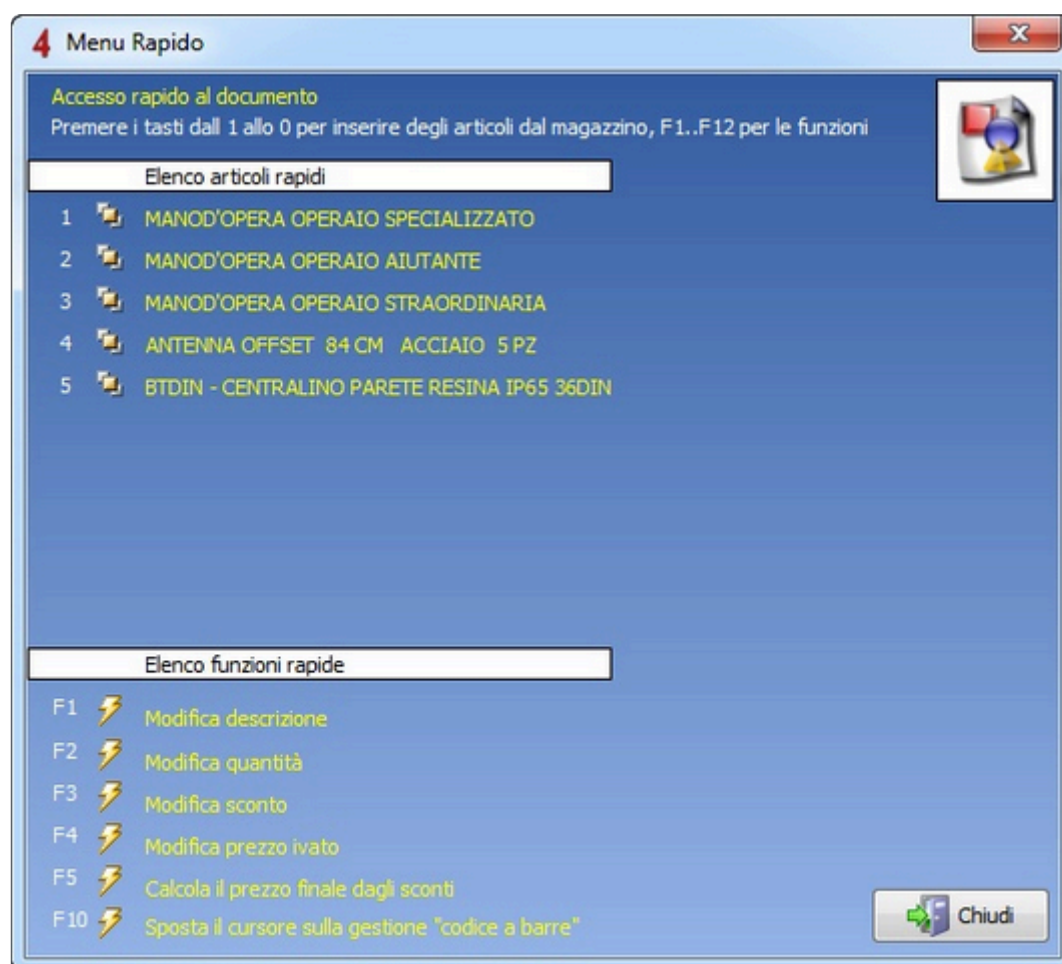 4 Menu Rapido
Accesso rapido al documento
Premere i tasti dall 1 allo 0 per inserire degli articoli dal magazzino, F1..F12 per le funzioni
Elenco articoli rapidi
1 MANOD'OPERA OPERAIO SPECIALIZZATO
2 MANOD'OPERA OPERAIO AIUTANTE
3 MANOD'OPERA OPERAIO STRAORDINARIA
4 ANTENNA OFFSET 84 CM ACCIAIO 5 PZ
5 BTDIN - CENTRALINO PARETE RESINA IP65 36DIN
Elenco funzioni rapide
F1 Modifica descrizione
F2 Modifica quantità
F3 Modifica sconto
F4 Modifica prezzo ivato
F5 Calcola il prezzo finale dagli sconti
F10 Sposta il cursore sulla gestione "codice a barre"
Chiudi